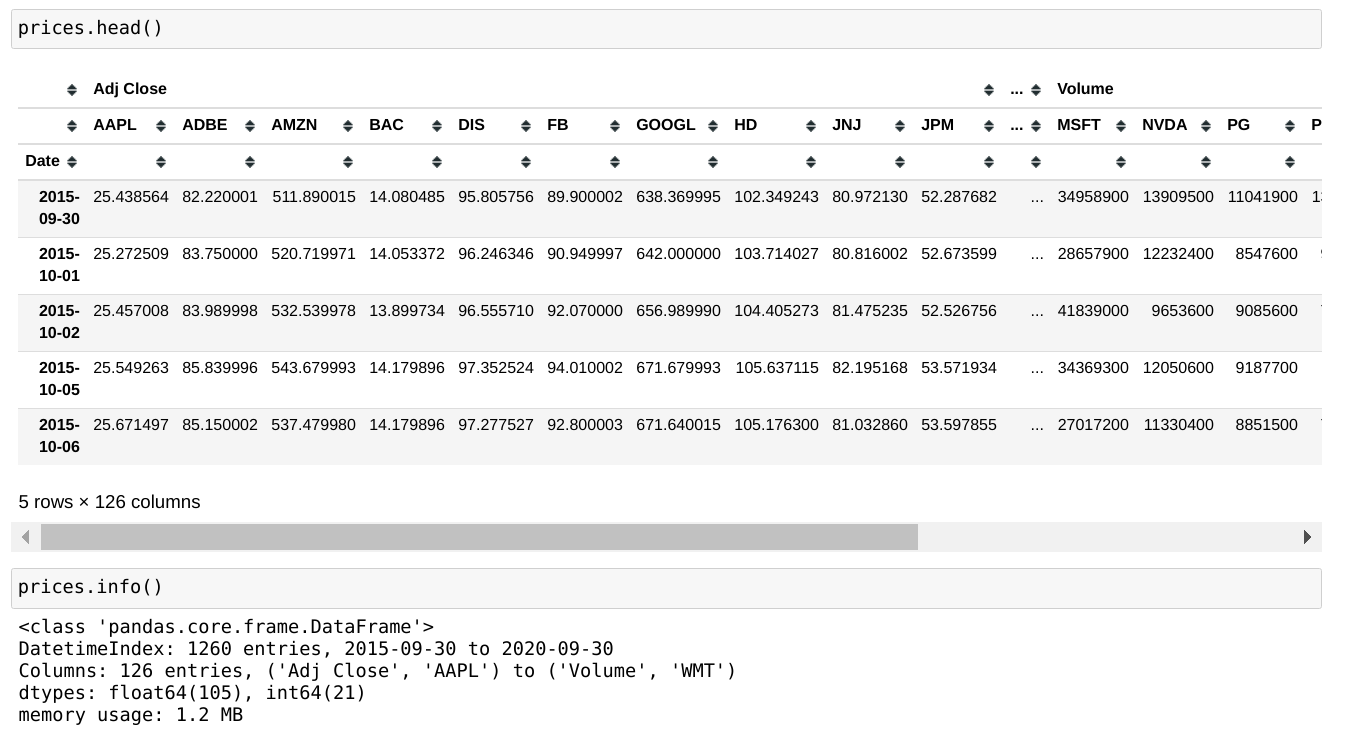 prices.head()
Adj Close ... Volume
AAPL ADBE AMZN BAC DIS FB GOOGL HD JNJ JPM ... MSFT NVDA PG P
Date
2015-09-30 25.438564 82.220001 511.890015 14.080485 95.805756 89.900002 638.369995 102.349243 80.972130 52.287682 ... 34958900 13909500 11041900
2015-10-01 25.272509 83.750000 520.719971 14.053372 96.246346 90.949997 642.000000 103.714027 80.816002 52.673599 ... 28657900 12232400 8547600
2015-10-02 25.457008 83.989998 532.539978 13.899734 96.555710 92.070000 656.989990 104.405273 81.475235 52.526756 ... 41839000 9653600 9085600
2015-10-05 25.549263 85.839996 543.679993 14.179896 97.352524 94.010002 671.679993 105.637115 82.195168 53.571934 ... 34369300 12050600 9187700
2015-10-06 25.671497 85.150002 537.479980 14.179896 97.277527 92.800003 671.640015 105.176300 81.032860 53.597855 ... 27017200 11330400 8851500
5 rows × 126 columns
prices.info()
<class 'pandas.core.frame.DataFrame'>
DatetimeIndex: 1260 entries, 2015-09-30 to 2020-09-30
Columns: 126 entries, ('Adj Close', 'AAPL') to ('Volume', 'WMT')
dtypes: float64(105), int64(21)
memory usage: 1.2 MB